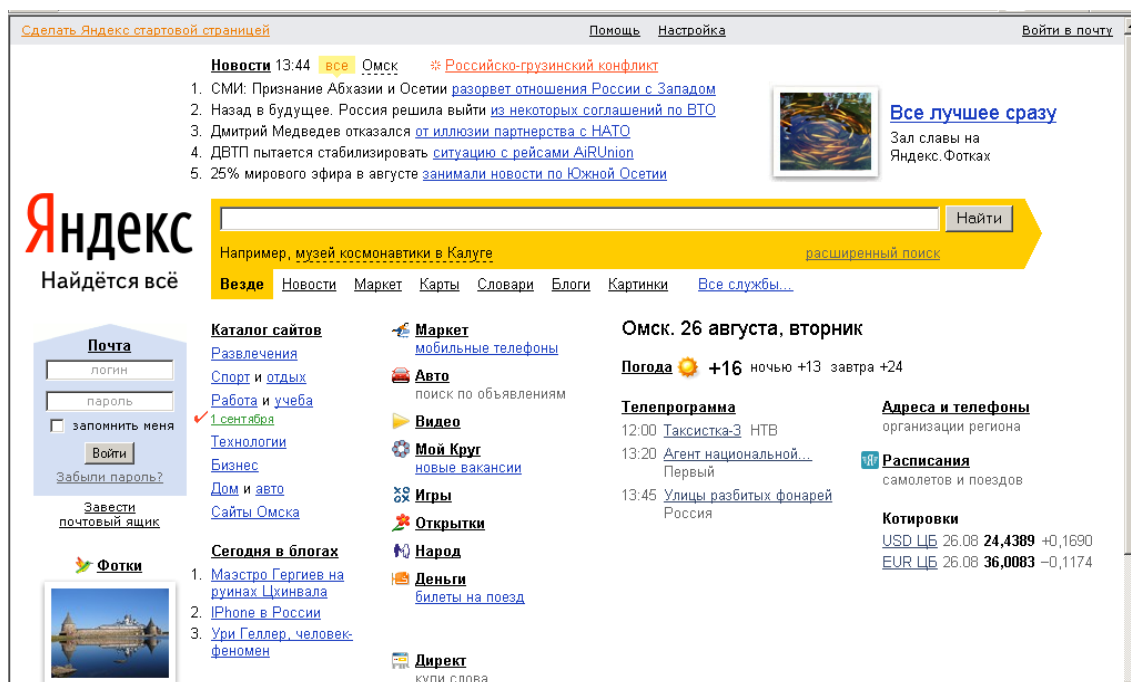 Сделать Яндекс стартовой страницей
Помощь Настройка
Войти в почту
Новости 13:44 все Омск Российско-грузинский конфликт
1. СМИ: Признание Абхазии и Осетии разорвет отношения России с Западом
2. Назад в будущее. Россия решила выйти из некоторых соглашений по ВТО
3. Дмитрий Медведев отказался от иллюзии партнерства с НАТО
4. ДВТП пытается стабилизировать ситуацию с рейсами AiRUnion
5. 25% мирового эфира в августе занимали новости по Южной Осетии
Все лучшее сразу
Зал славы на
Яндекс.Фотках
Яндекс
Найдётся всё
Найти
Например, музей космонавтики в Калуге
расширенный поиск
Везде Новости Маркет Карты Словари Блоги Картинки Все службы...
Почта
логин
пароль
запомнить меня
Войти
Забыли пароль?
Завести
почтовый ящик
Фотки
Каталог сайтов
Развлечения
Спорт и отдых
Работа и учеба
1 сентября
Технологии
Бизнес
Дом и авто
Сайты Омска
Сегодня в блогах
1. Маэстро Гергиев на
руинах Цхинвала
2. IPhone в России
3. Ури Геллер, человек-
феномен
Маркет
мобильные телефоны
Авто
поиск по объявлениям
Видео
Мой Круг
новые вакансии
Игры
Открытки
Народ
Деньги
билеты на поезд
Директ
купи слова
Омск. 26 августа, вторник
Погода +16 ночью +13 завтра +24
Телепрограмма
12:00 Таксистка-3 НТВ
13:20 Агент национальной...
Первый
13:45 Улицы разбитых фонарей
Россия
Адреса и телефоны
организации региона
Расписания
самолетов и поездов
Котировки
USD ЦБ 26.08 24,4389 +0,1690
EUR ЦБ 26.08 36,0083 −0,1174